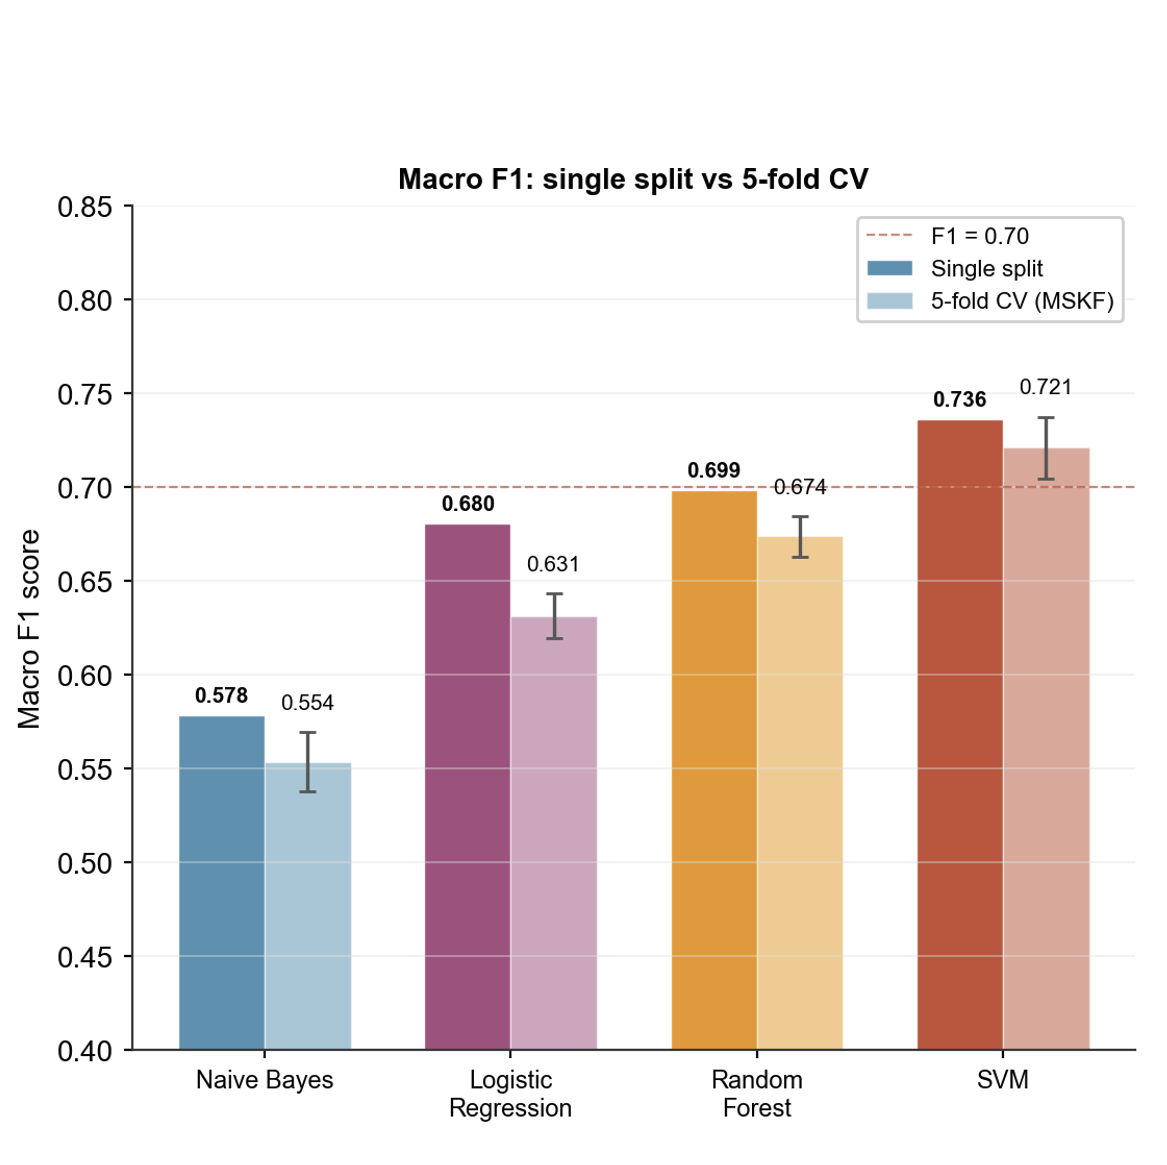 Macro F1: single split vs 5-fold CV
F1 = 0.70
Single split
5-fold CV (MSKF)
Macro F1 score
0.85
0.80
0.75
0.70
0.65
0.60
0.55
0.50
0.45
0.40
0.578
0.554
0.680
0.631
0.699
0.674
0.736
0.721
Naive Bayes
Logistic
Regression
Random
Forest
SVM